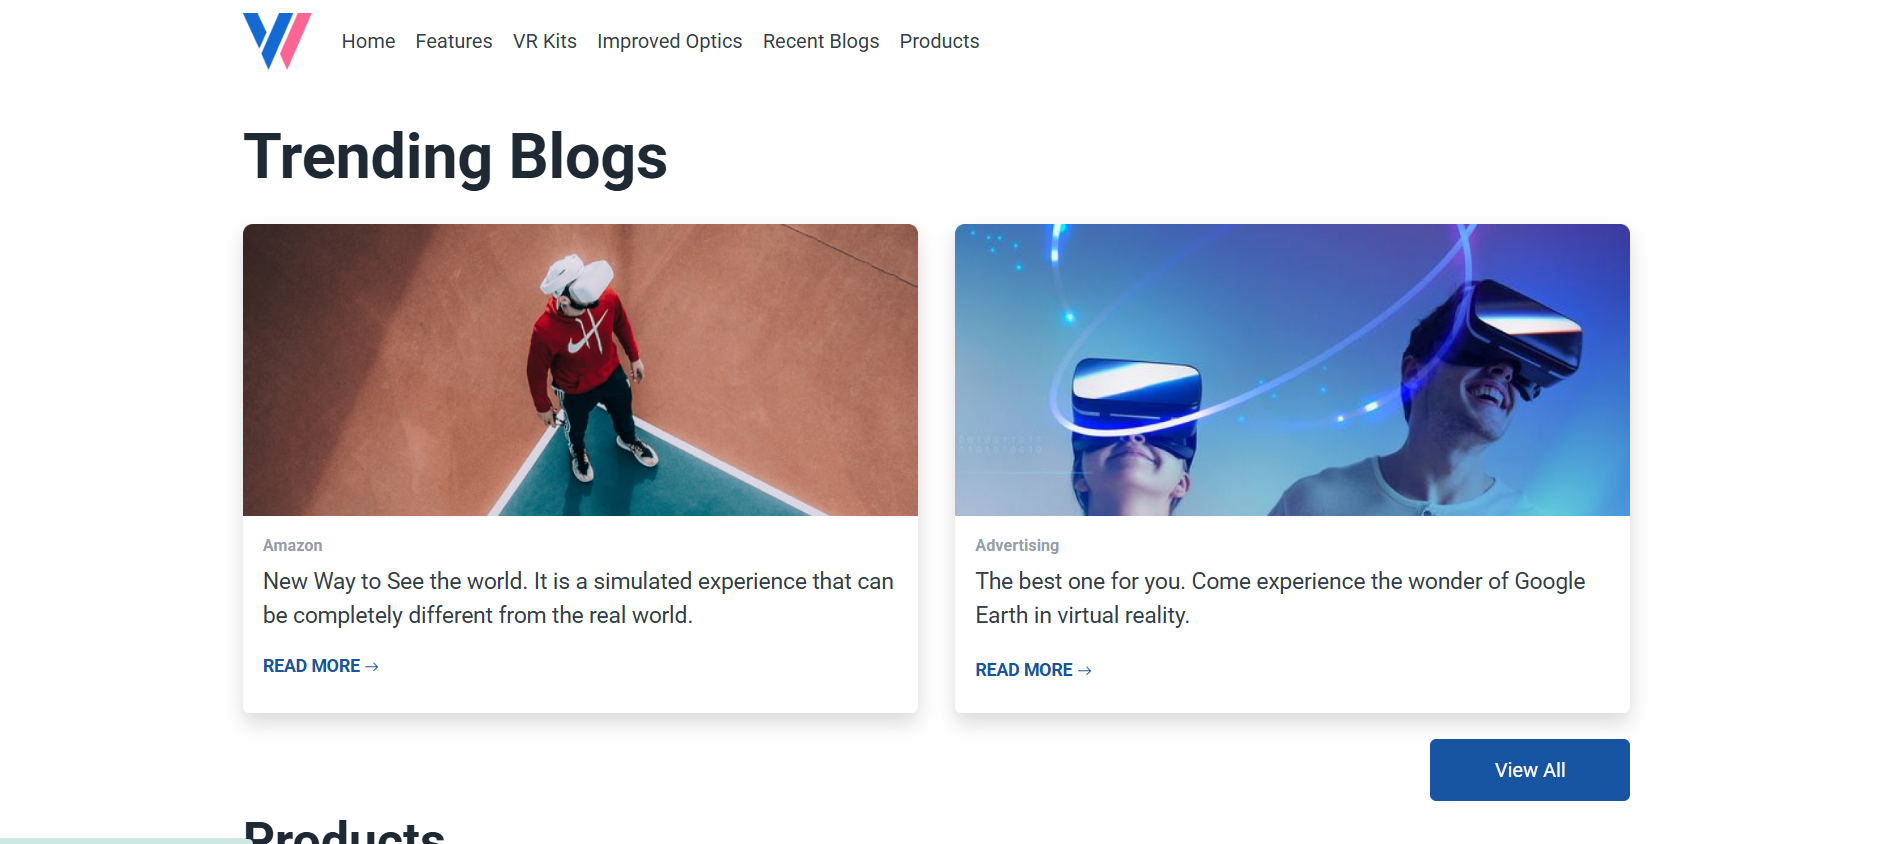 Home Features VR Kits Improved Optics Recent Blogs Products
Trending Blogs
Amazon
New Way to See the world. It is a simulated experience that can
be completely different from the real world.
READ MORE →
Advertising
The best one for you. Come experience the wonder of Google
Earth in virtual reality.
READ MORE →
View All
Products